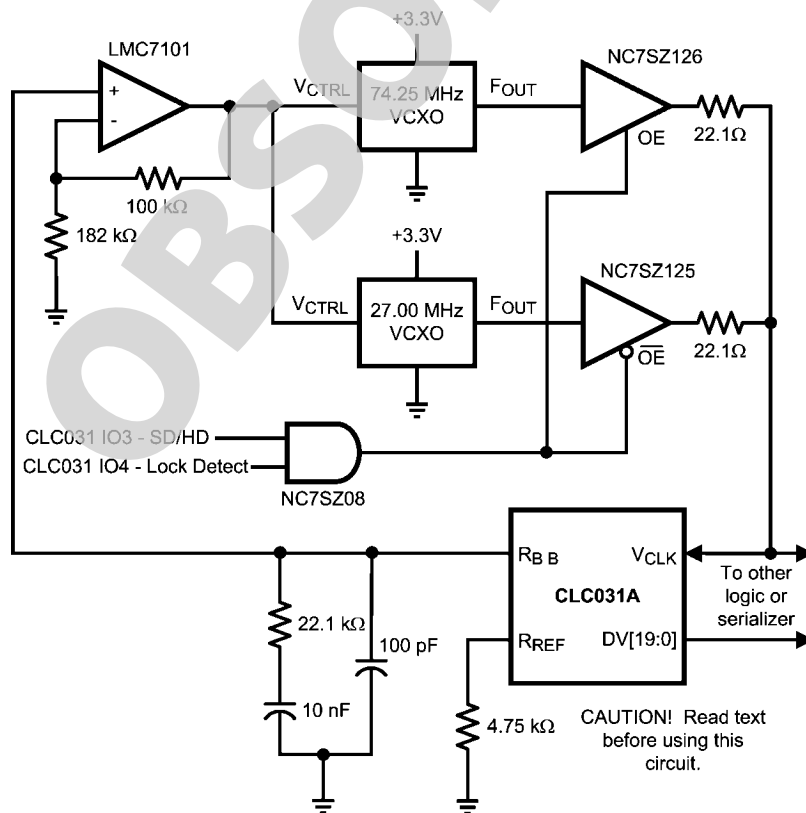 OBSO
+3.3V
LMC7101
NC7SZ126
+
-
VCTRL
74.25 MHz
VCXO
FOUT
OE
22.1Ω
100 kΩ
182 kΩ
+3.3V
NC7SZ125
VCTRL
27.00 MHz
VCXO
FOUT
OE
22.1Ω
CLC031 IO3 - SD/HD
CLC031 IO4 - Lock Detect
NC7SZ08
RB B
VCLK
CLC031A
To other
logic or
serializer
22.1 kΩ
100 pF
RREF
DV[19:0]
10 nF
4.75 kΩ
CAUTION! Read text
before using this
circuit.